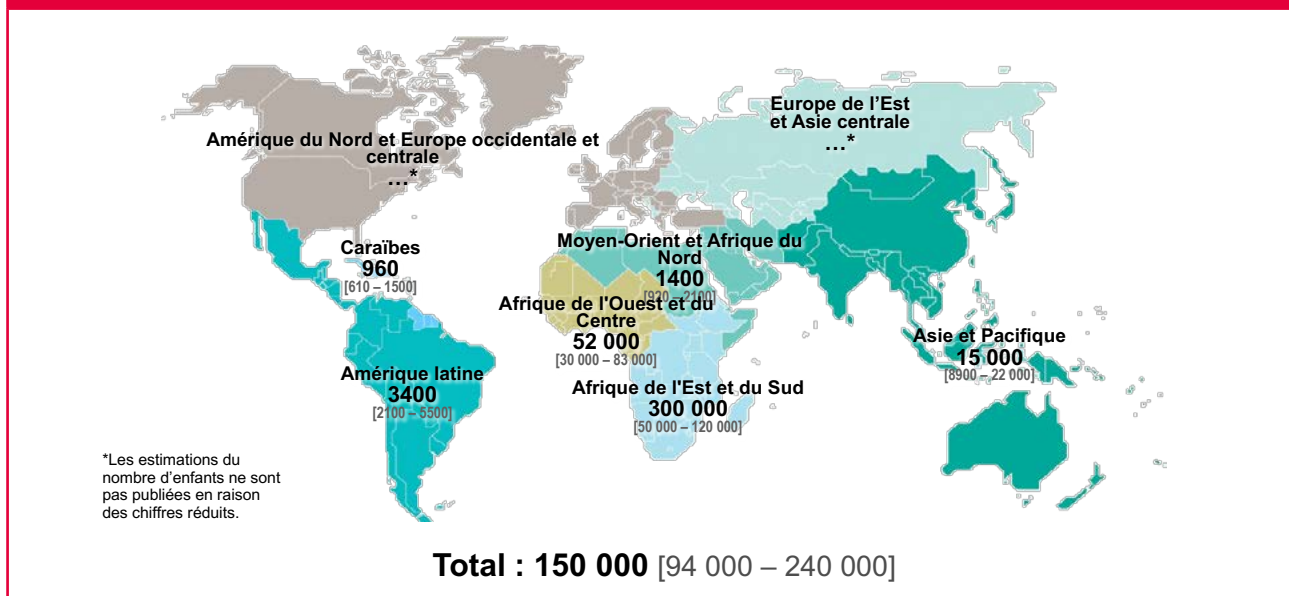 Amérique du Nord et Europe occidentale et
centrale
...*
Europe de l’Est
et Asie centrale
...*
Caraïbes
960
[610 – 1500]
Moyen-Orient et Afrique du
Nord
1400
[920 – 2100]
Afrique de l'Ouest et du
Centre
52 000
[30 000 – 83 000]
Asie et Pacifique
15 000
[8900 – 22 000]
Amérique latine
3400
[2100 – 5500]
Afrique de l'Est et du Sud
300 000
[50 000 – 120 000]
*Les estimations du
nombre d’enfants ne sont
pas publiées en raison
des chiffres réduits.
Total : 150 000 [94 000 – 240 000]